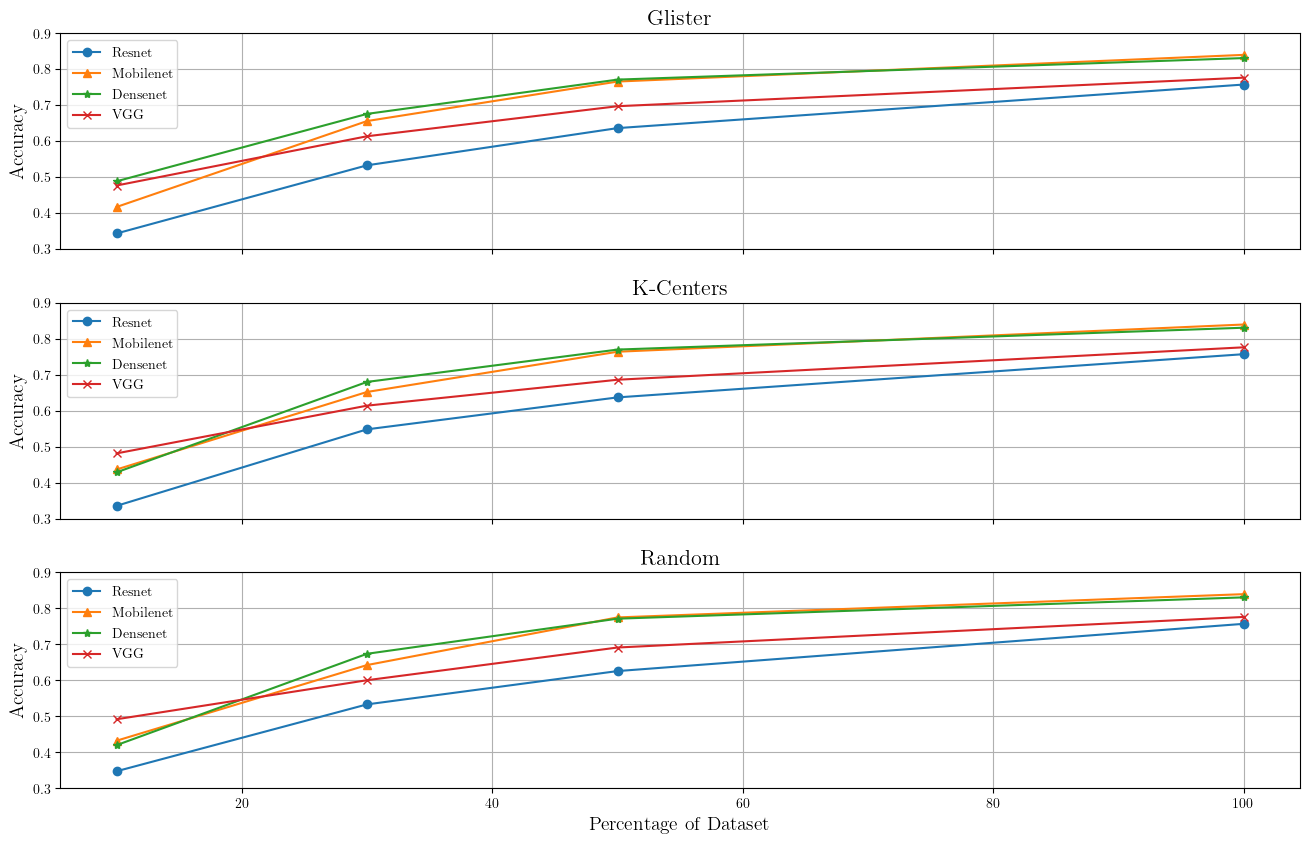 Glister
Accuracy
0.9
0.8
0.7
0.6
0.5
0.4
0.3
Resnet
Mobilenet
Densenet
VGG
K-Centers
Accuracy
0.9
0.8
0.7
0.6
0.5
0.4
0.3
Resnet
Mobilenet
Densenet
VGG
Random
Accuracy
0.9
0.8
0.7
0.6
0.5
0.4
0.3
Resnet
Mobilenet
Densenet
VGG
20 40 60 80 100
Percentage of Dataset